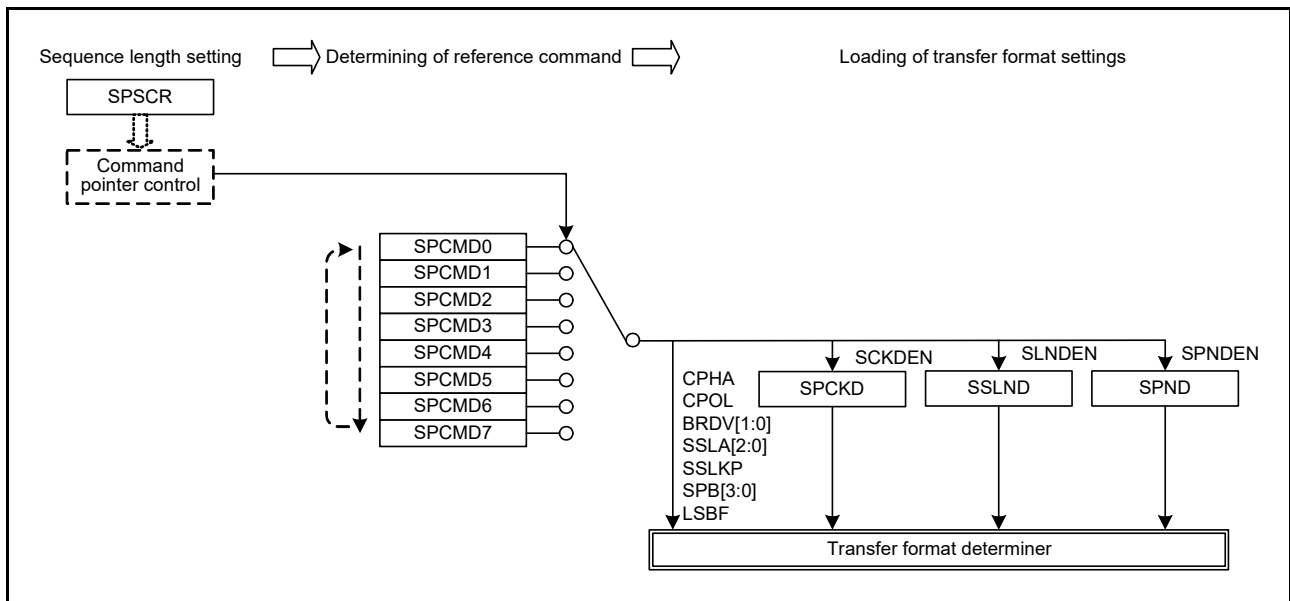 Sequence length setting
Determining of reference command
Loading of transfer format settings
SPSCR
Command
pointer control
SPCMD0
SPCMD1
SPCMD2
SPCMD3
SPCMD4
SPCMD5
SPCMD6
SPCMD7
CPHA
CPOL
BRDV[1:0]
SSLA[2:0]
SSLKP
SPB[3:0]
LSBF
SCKDEN
SPCKD
SLNDEN
SSLND
SPNDEN
SPND
Transfer format determiner